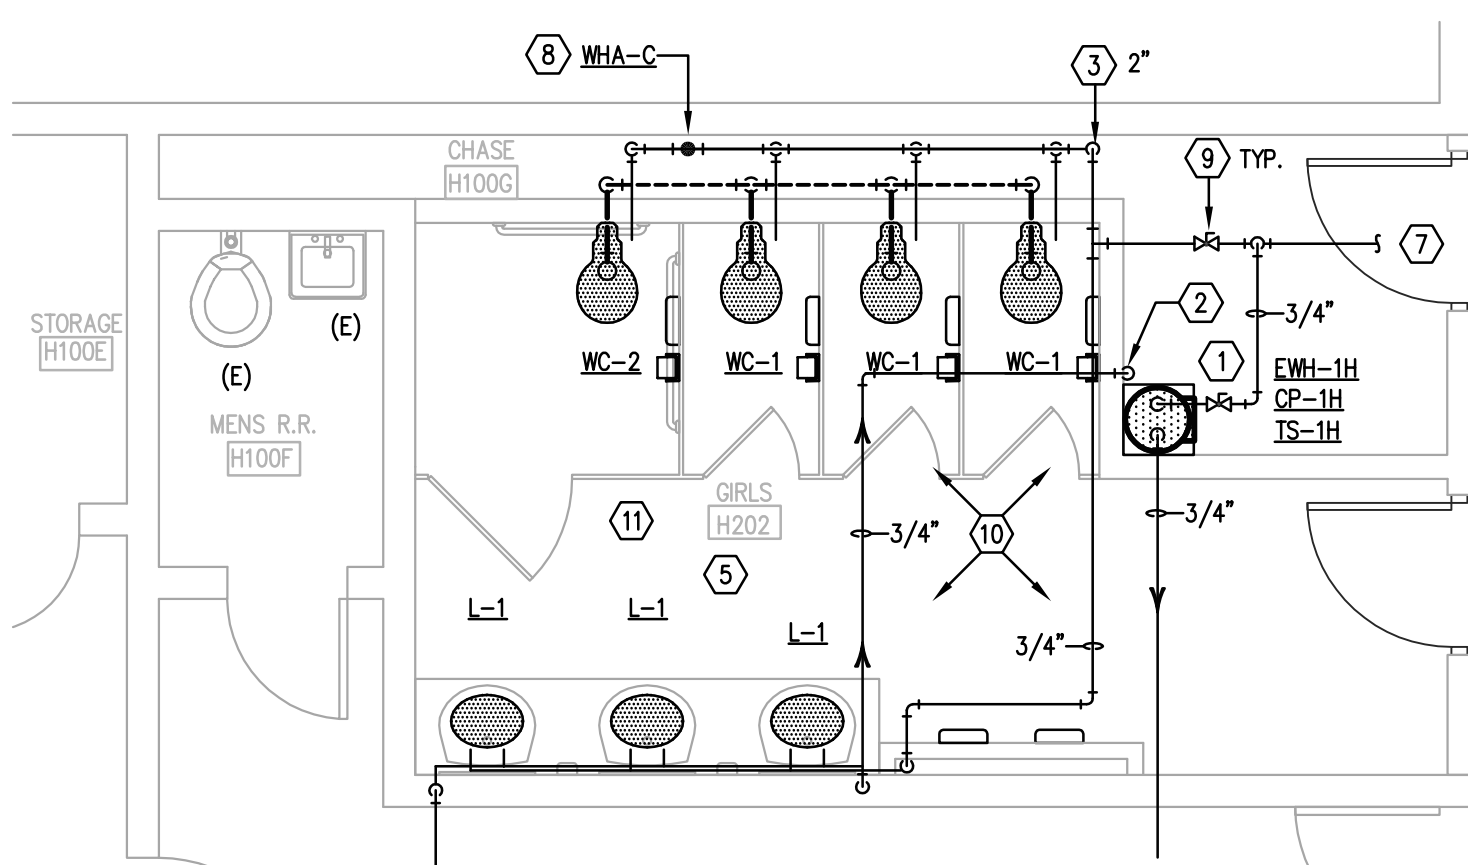 8 WHA-C
3 2"
CHASE
H100G
9 TYP.
7
2
3/4"
STORAGE
H100E
(E)
(E)
MENS R.R.
H100F
WC-2
WC-1
WC-1
WC-1
1
EWH-1H
CP-1H
TS-1H
GIRLS
H202
11
5
3/4"
10
3/4"
L-1
L-1
L-1
3/4"